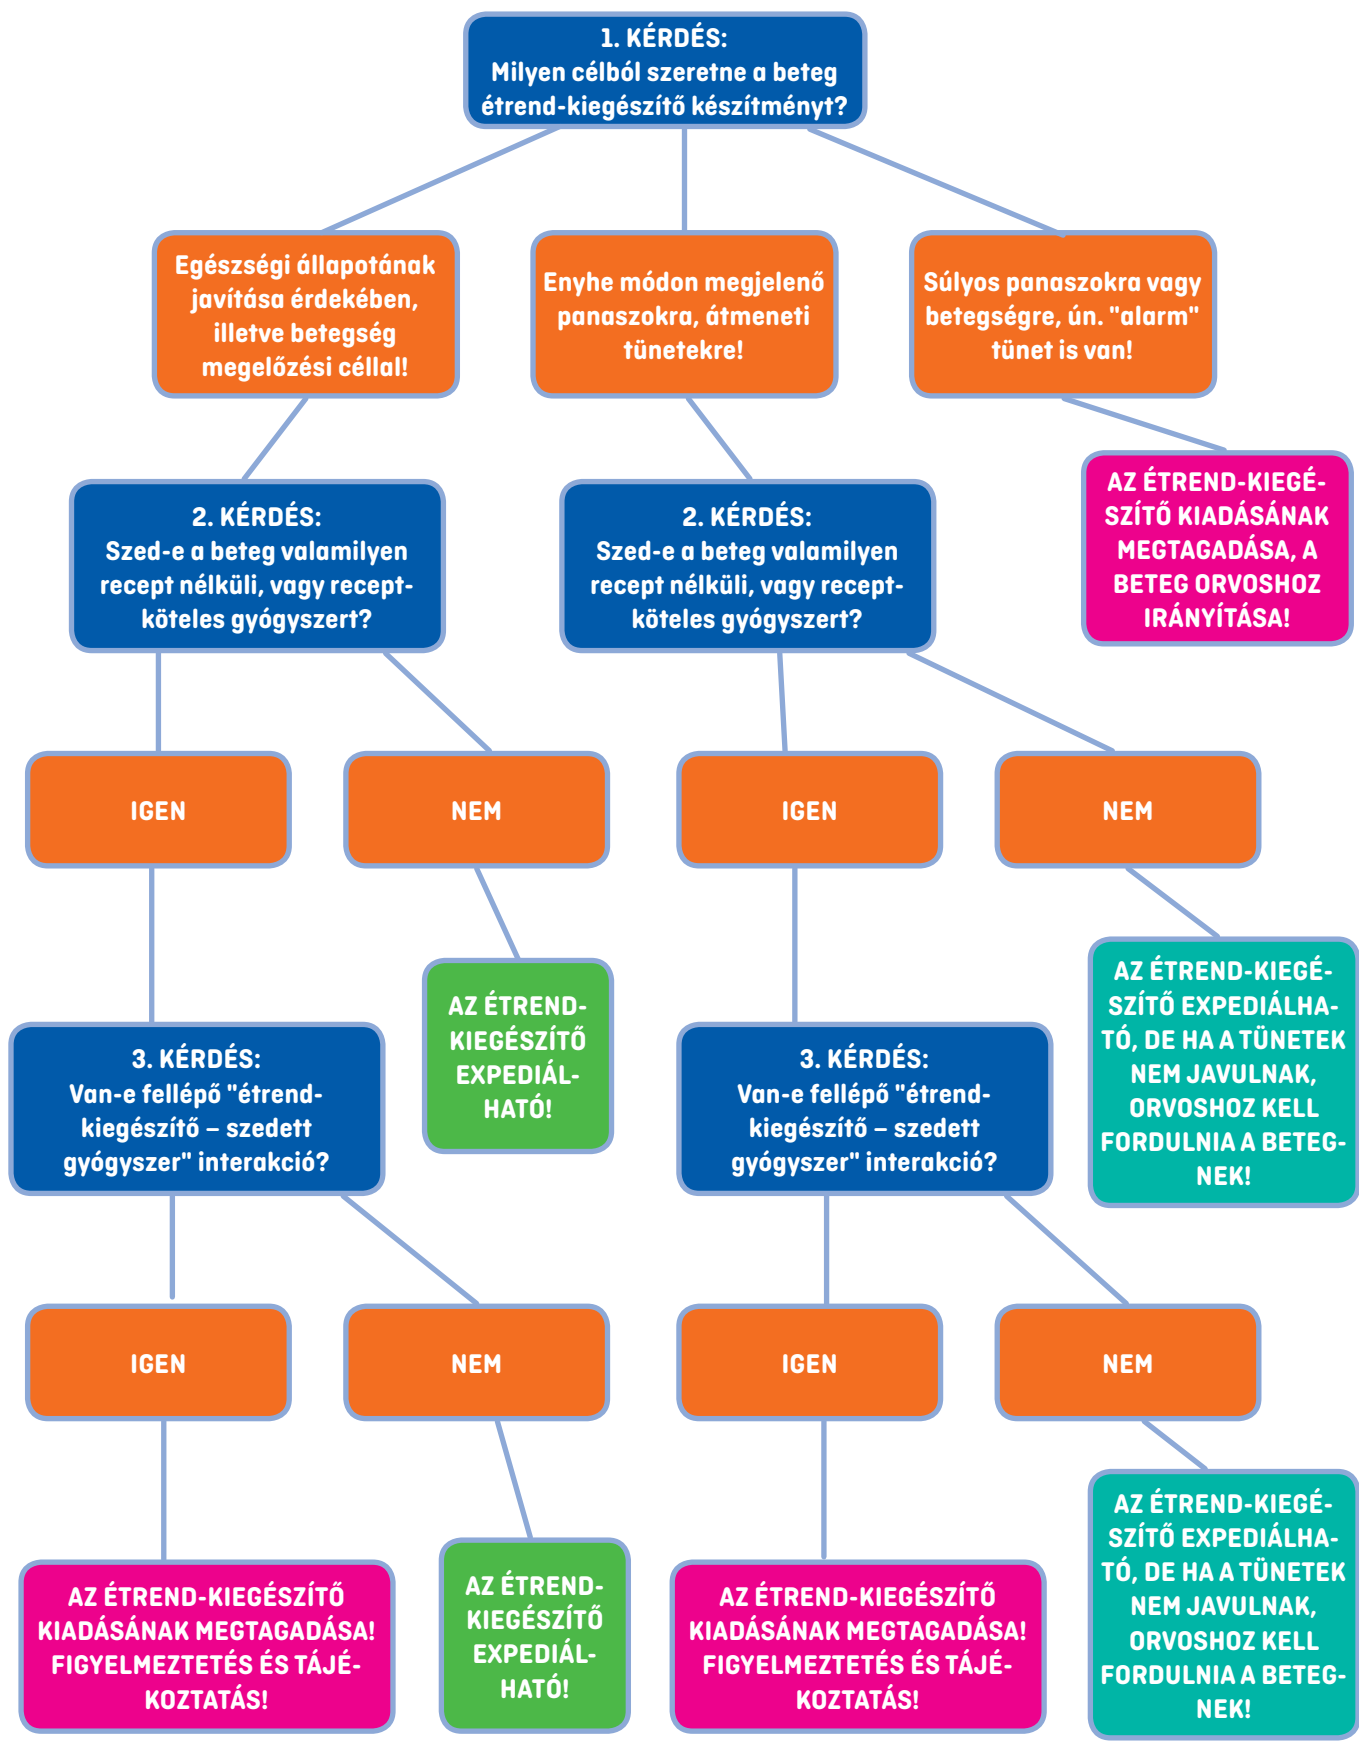 1. KÉRDÉS:
Milyen célból szeretne a beteg
étrend-kiegészítő készítményt?
Egészségi állapotának
javítása érdekében,
illetve betegség
megelőzési céllal!
Enyhe módon megjelenő
panaszokra, átmeneti
tünetekre!
Súlyos panaszokra vagy
betegségre, ún. "alarm"
tünet is van!
AZ ÉTREND-KIEGÉ-
SZÍTŐ KIADÁSÁNAK
MEGTAGADÁSA, A
BETEG ORVOSHOZ
IRÁNYÍTÁSA!
2. KÉRDÉS:
Szed-e a beteg valamilyen
recept nélküli, vagy recept-
köteles gyógyszert?
2. KÉRDÉS:
Szed-e a beteg valamilyen
recept nélküli, vagy recept-
köteles gyógyszert?
IGEN
NEM
IGEN
NEM
AZ ÉTREND-
KIEGÉSZÍTŐ
EXPEDIÁL-
HATÓ!
AZ ÉTREND-KIEGÉ-
SZÍTŐ EXPEDIÁLHA-
TÓ, DE HA A TÜNETEK
NEM JAVULNAK,
ORVOSHOZ KELL
FORDULNIA A BETEG-
NEK!
3. KÉRDÉS:
Van-e fellépő "étrend-
kiegészítő – szedett
gyógyszer" interakció?
3. KÉRDÉS:
Van-e fellépő "étrend-
kiegészítő – szedett
gyógyszer" interakció?
IGEN
NEM
IGEN
NEM
AZ ÉTREND-KIEGÉSZÍTŐ
KIADÁSÁNAK MEGTAGADÁSA!
FIGYELMEZTETÉS ÉS TÁJÉ-
KOZTATÁS!
AZ ÉTREND-
KIEGÉSZÍTŐ
EXPEDIÁL-
HATÓ!
AZ ÉTREND-KIEGÉSZÍTŐ
KIADÁSÁNAK MEGTAGADÁSA!
FIGYELMEZTETÉS ÉS TÁJÉ-
KOZTATÁS!
AZ ÉTREND-KIEGÉ-
SZÍTŐ EXPEDIÁLHA-
TÓ, DE HA A TÜNETEK
NEM JAVULNAK,
ORVOSHOZ KELL
FORDULNIA A BETEG-
NEK!